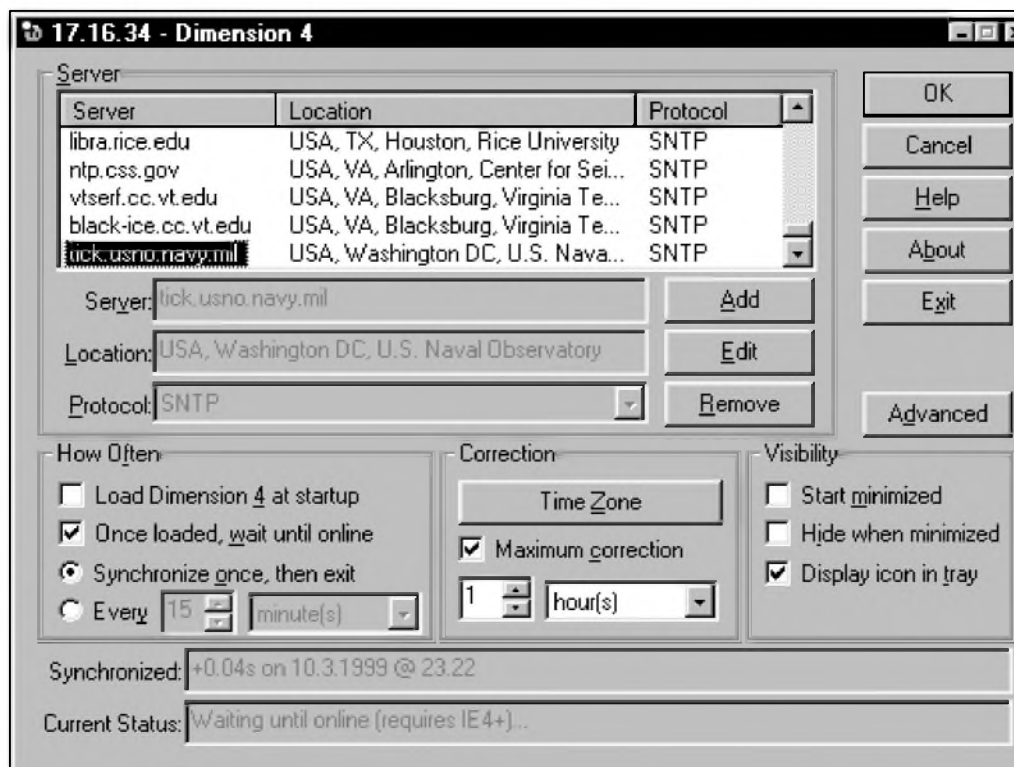 17.16.34 - Dimension 4
Server
Server Location Protocol
libra.rice.edu USA, TX, Houston, Rice University SNTP
ntp.css.gov USA, VA, Arlington, Center for Sei... SNTP
vtserf.cc.vt.edu USA, VA, Blacksburg, Virginia Te... SNTP
black-ice.cc.vt.edu USA, VA, Blacksburg, Virginia Te... SNTP
tick.usno.navy.mil USA, Washington DC, U.S. Nava... SNTP
Server: tick.usno.navy.mil Add
Location: USA, Washington DC, U.S. Naval Observatory Edit
Protocol: SNTP Remove
OK
Cancel
Help
About
Exit
Advanced
How Often
Load Dimension 4 at startup
Once loaded, wait until online
Synchronize once, then exit
Every 15 minute(s)
Correction
Time Zone
Maximum correction
1 hour(s)
Visibility
Start minimized
Hide when minimized
Display icon in tray
Synchronized: +0.04s on 10.3.1999 @ 23.22
Current Status: Waiting until online (requires IE4+)...